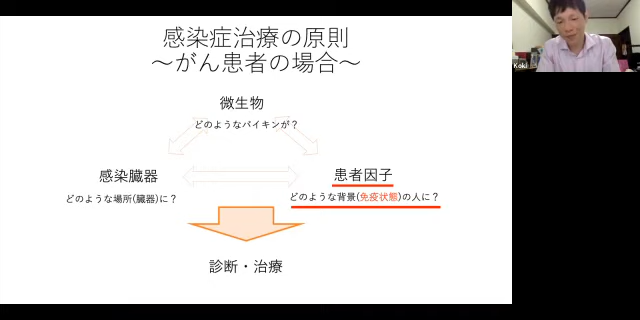 感染症治療の原則
～がん患者の場合～
微生物
どのようなバイキンが？
感染臓器
どのような場所(臓器)に？
患者因子
どのような背景(免疫状態)の人に？
診断・治療
Koki